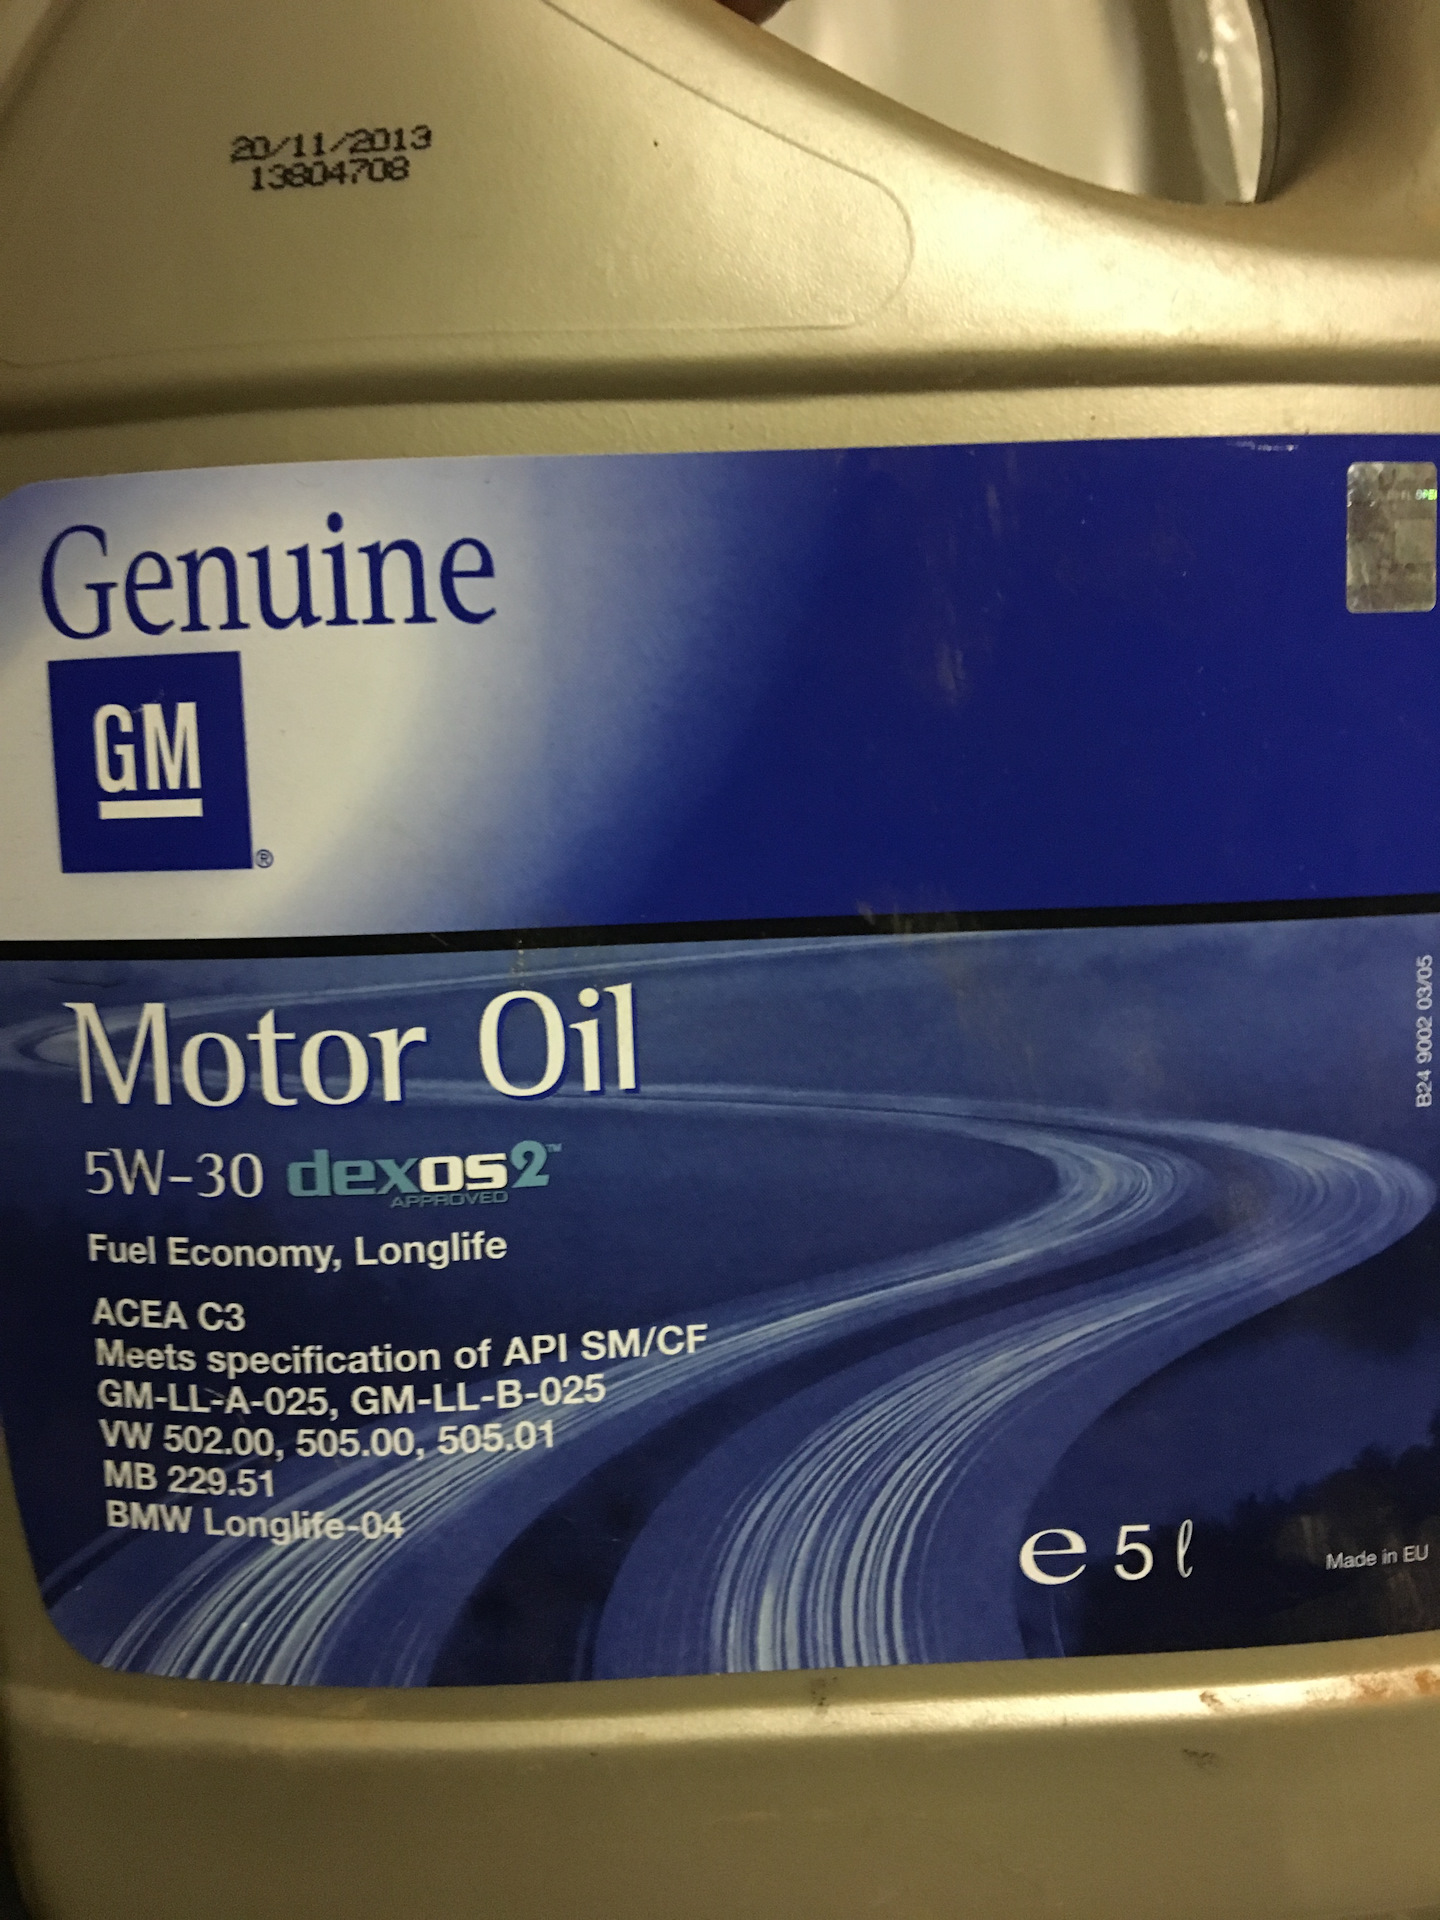 20/11/2013
13804708
Genuine
GM
®
Motor Oil
5W-30 dexos2™
APPROVED
Fuel Economy, Longlife
ACEA C3
Meets specification of API SM/CF
GM-LL-A-025, GM-LL-B-025
VW 502.00, 505.00, 505.01
MB 229.51
BMW Longlife-04
e 5 ℓ
Made in EU
B24 9002 03/05